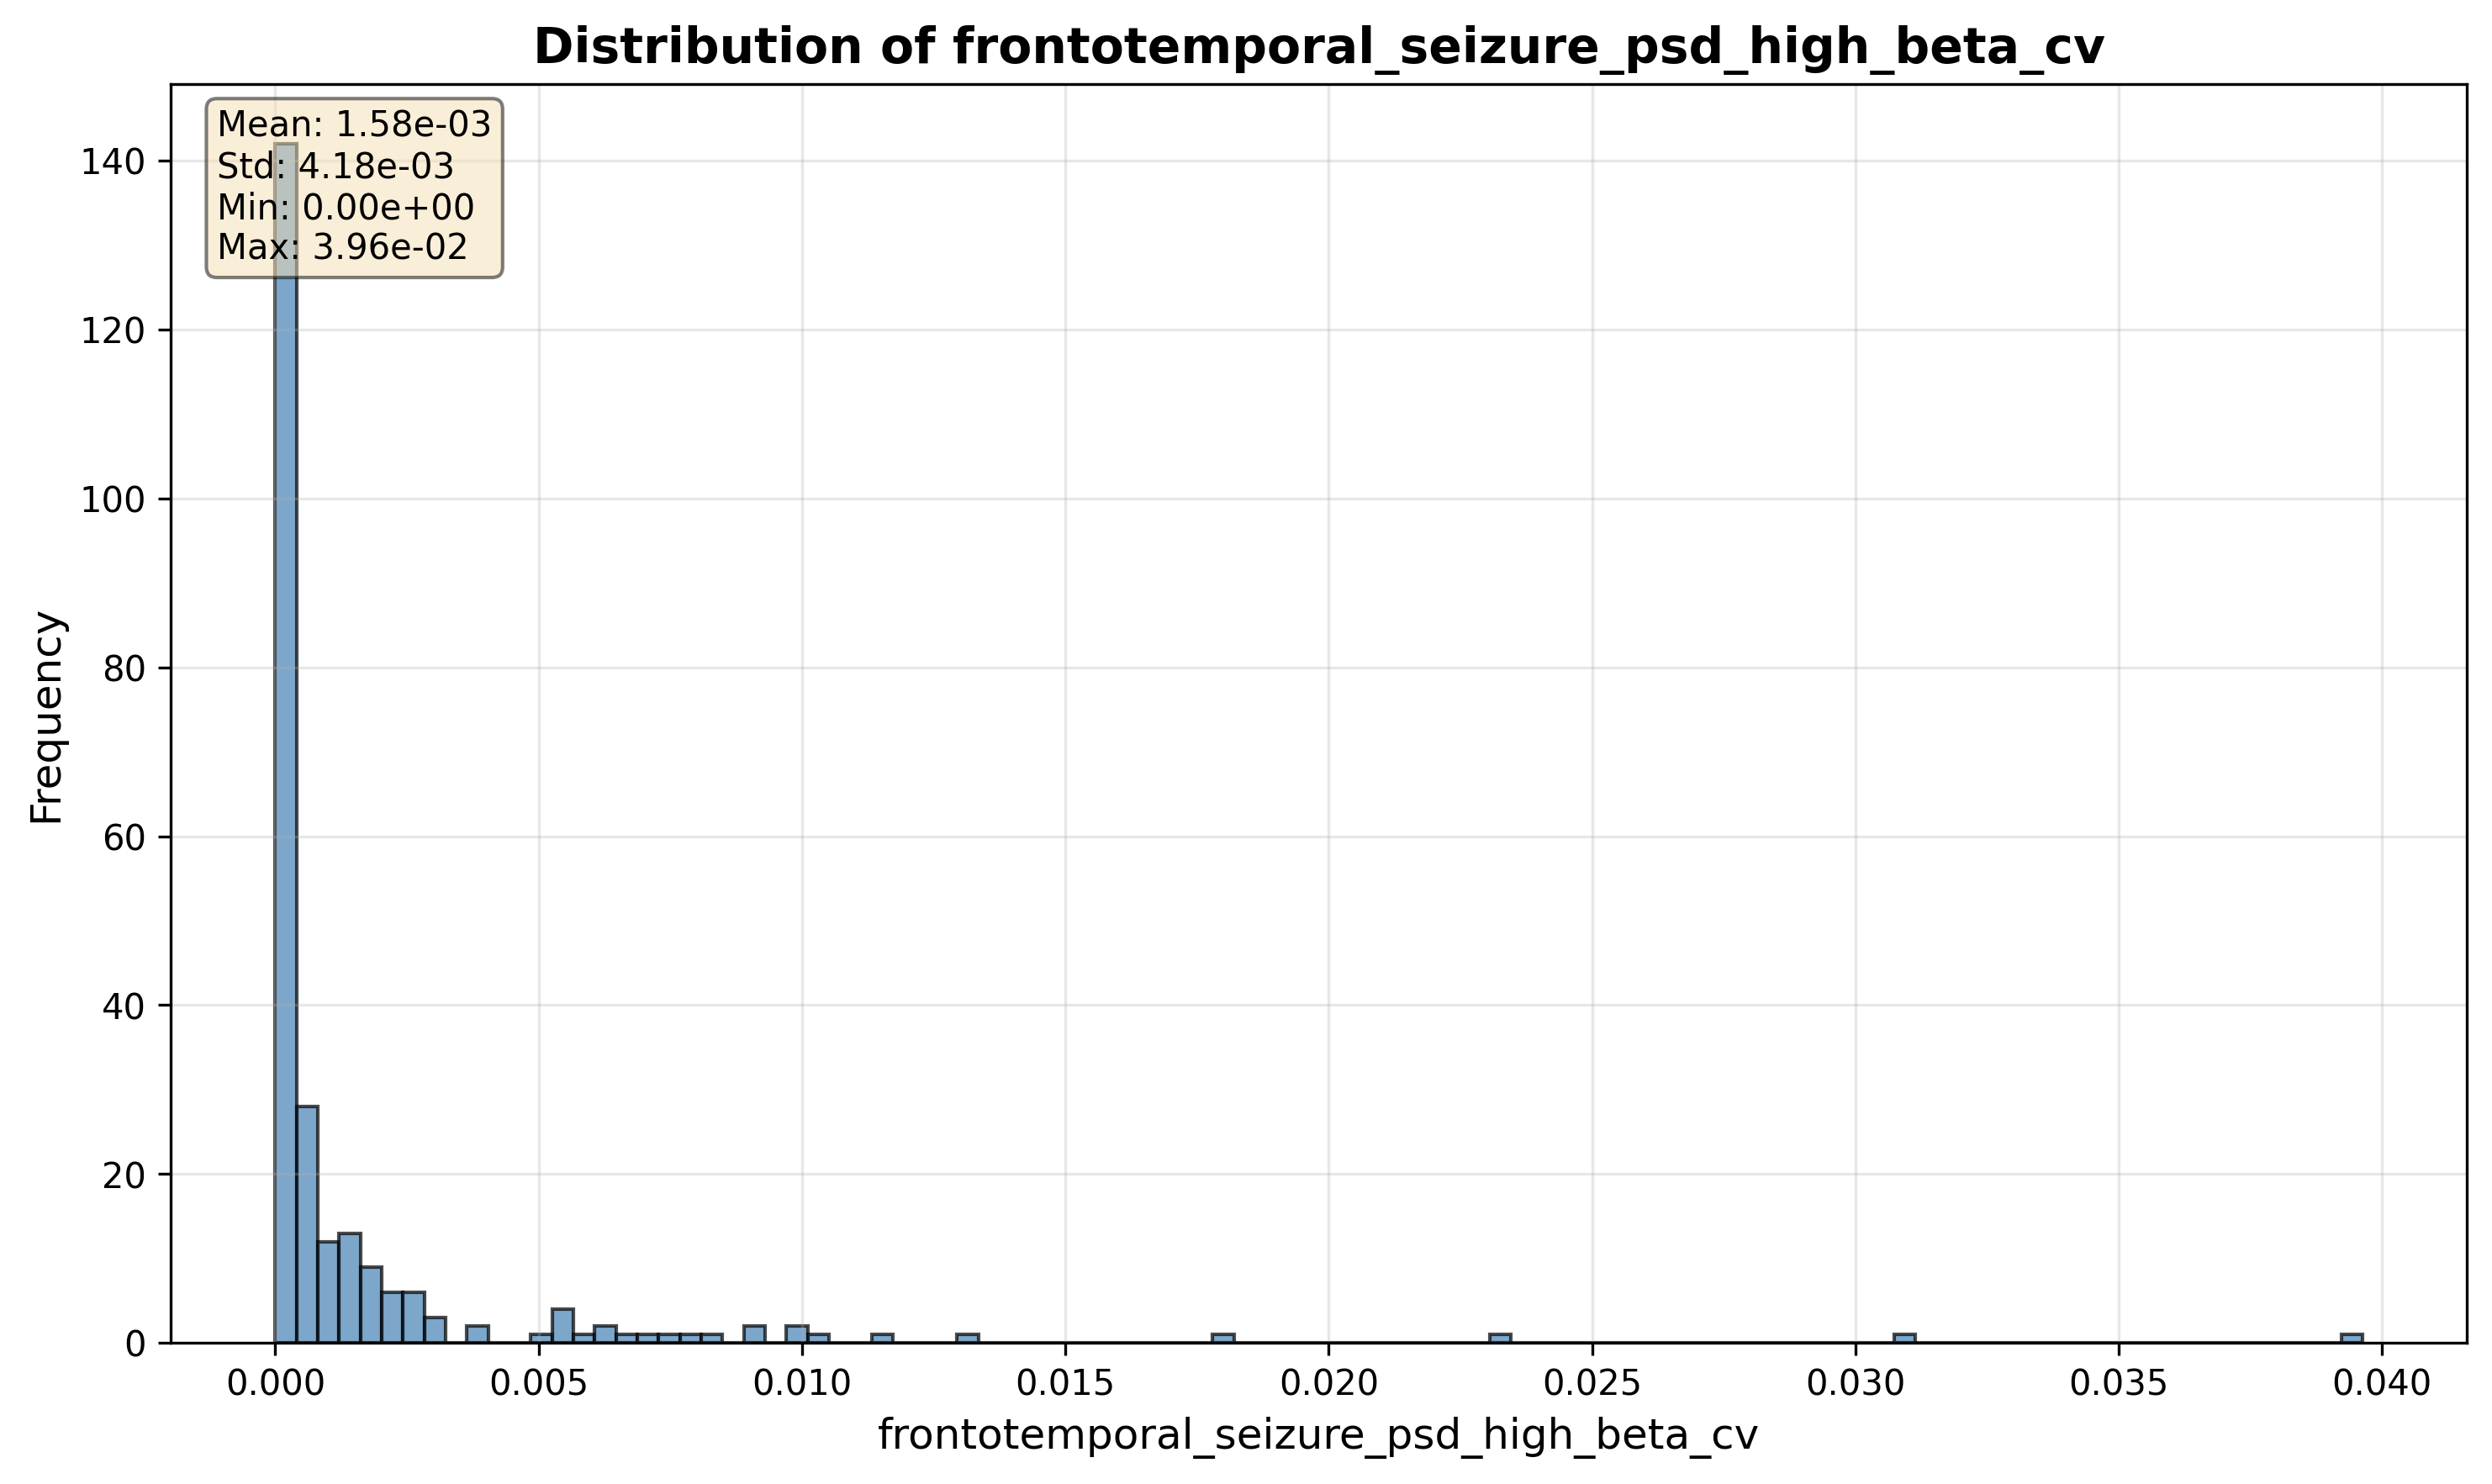 Distribution of frontotemporal_seizure_psd_high_beta_cv
Mean: 1.58e-03
Std: 4.18e-03
Min: 0.00e+00
Max: 3.96e-02
140
120
100
80
60
40
20
0
Frequency
0.000 0.005 0.010 0.015 0.020 0.025 0.030 0.035 0.040
frontotemporal_seizure_psd_high_beta_cv